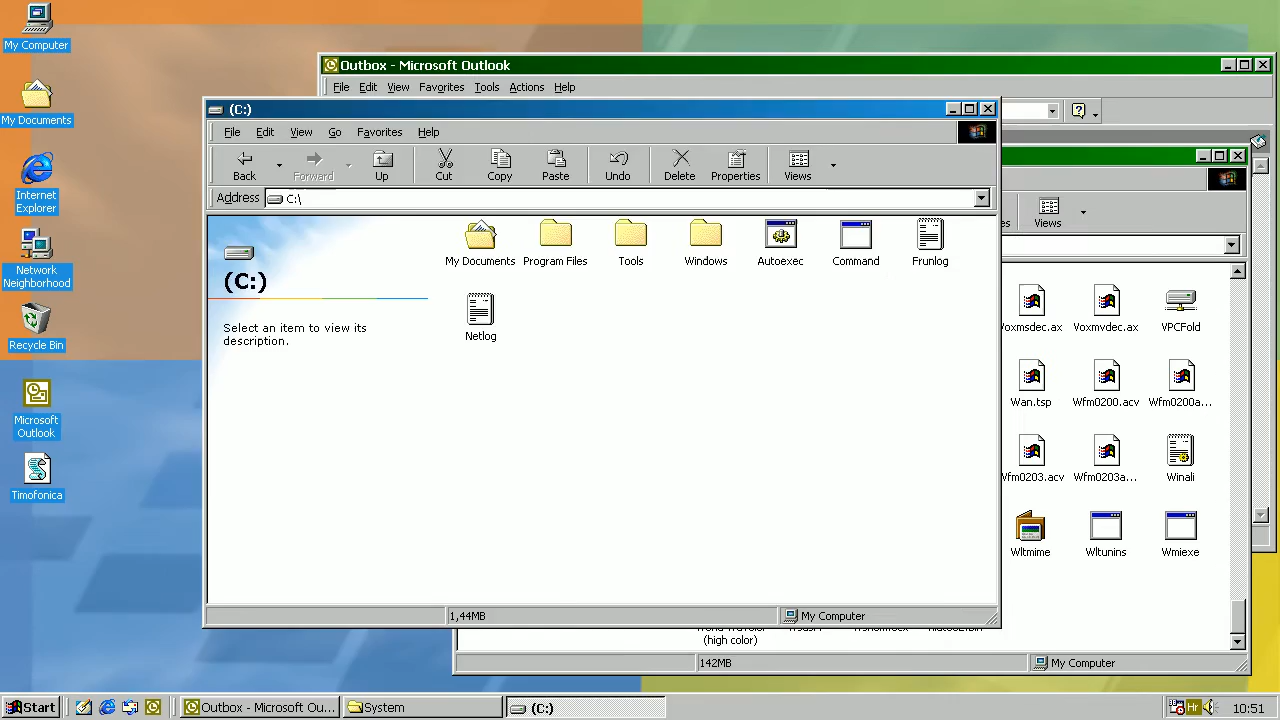 My Computer
My Documents
Internet
Explorer
Network
Neighborhood
Recycle Bin
Microsoft
Outlook
Timofonica
Outbox - Microsoft Outlook
File Edit View Favorites Tools Actions Help
(C:)
File Edit View Go Favorites Help
Back Forward Up Cut Copy Paste Undo Delete Properties Views
Address C:\
(C:)
Select an item to view its
description.
My Documents Program Files Tools Windows Autoexec Command Frunlog
Netlog
1,44MB
My Computer
es Views
Voxmsdec.ax Voxmvdec.ax VPCFold
Wan.tsp Wfm0200.acv Wfm0200a...
Wfm0203.acv Wfm0203a... Winali
Wltmime Wltunins Wmiexe
(high color)
142MB
My Computer
Start
Outbox - Microsoft Ou...
System
(C:)
Hr
10:51